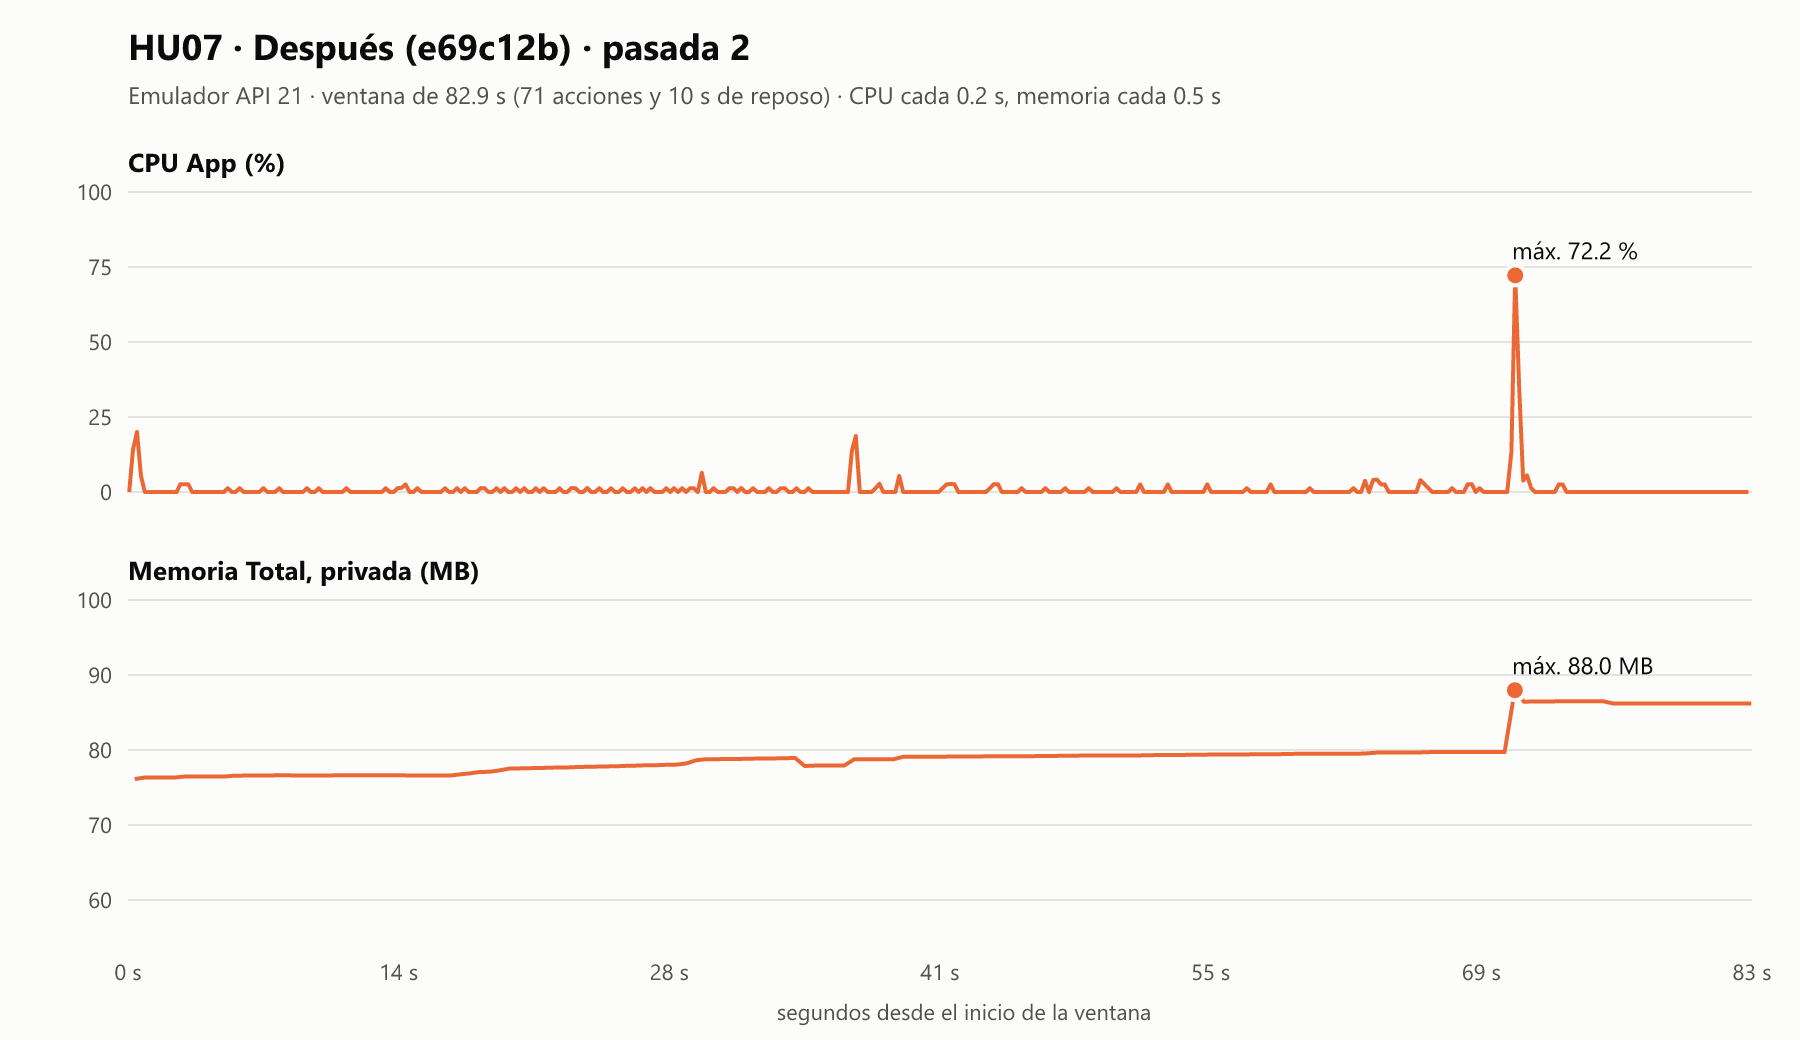 HU07 · Después (e69c12b) · pasada 2
Emulador API 21 · ventana de 82.9 s (71 acciones y 10 s de reposo) · CPU cada 0.2 s, memoria cada 0.5 s
CPU App (%)
100
máx. 72.2 %
75
50
25
0
Memoria Total, privada (MB)
100
máx. 88.0 MB
90
80
70
60
0 s 14 s 28 s 41 s 55 s 69 s 83 s
segundos desde el inicio de la ventana